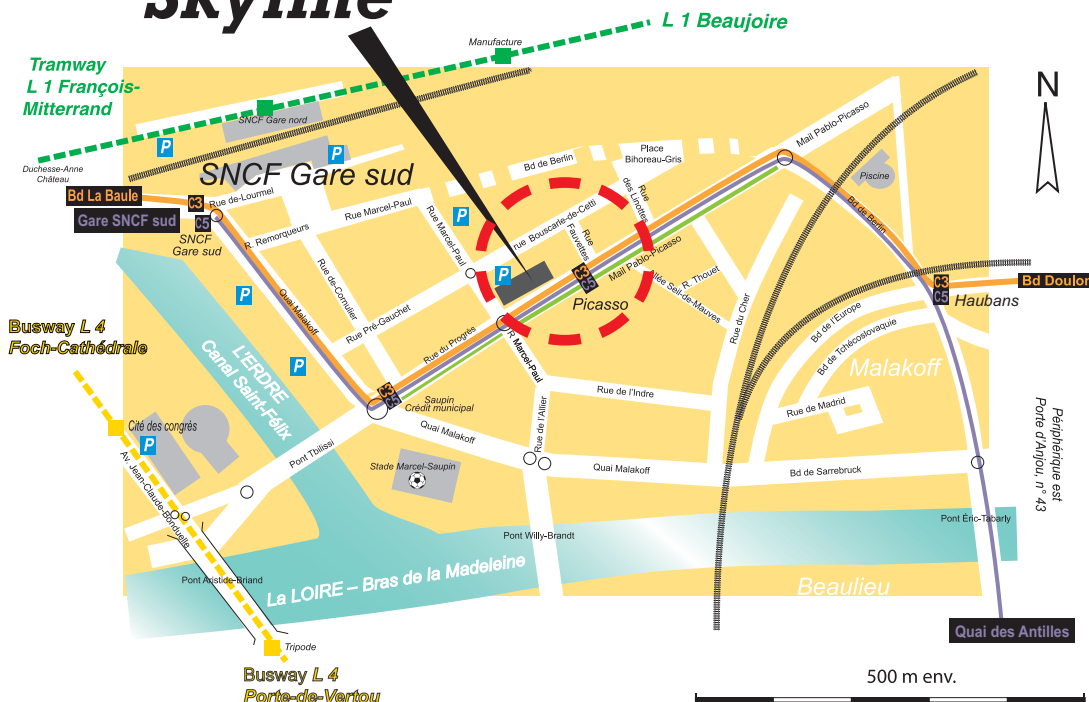 Skyline
L 1 Beaujoire
Manufacture
Tramway
L 1 François-
Mitterrand
SNCF Gare nord
N
P
P
Duchesse-Anne
Château
SNCF Gare sud
Bd de Berlin
Place
Bihoreau-Gris
Mail Pablo-Picasso
Piscine
Bd La Baule
C3
Rue de-Lourmel
Gare SNCF sud
C5
SNCF
Gare sud
Rue Marcel-Paul
R. Remorqueurs
Rue Marcel-Paul
P
rue Bouscarle-de-Cetti
Rue
des Linottes
Rue
Fauvettes
Bd de Berlin
Mail Pablo-Picasso
P
C3
C5
Picasso
Allée Seil-de-Mauves
R. Thouet
Rue du Cher
C3
C5
Bd Doulon
Haubans
P
Quai Malakoff
Rue de-Cornulier
Rue Pré-Gauchet
Rue du Progrès
R. Marcel-Paul
Bd de l'Europe
Bd de Tchécoslovaquie
Malakoff
Busway L 4
Foch-Cathédrale
L'ERDRE
Canal Saint-Félix
P
C3
C5
Saupin
Crédit municipal
Rue de l'Indre
Rue de Madrid
Périphérique est
Porte d'Anjou, n° 43
Cité des congrès
P
Av. Jean-Claude-Bonduelle
Pont Tbilissi
Quai Malakoff
Rue de l'Allier
Stade Marcel-Saupin
Quai Malakoff
Bd de Sarrebruck
Pont Éric-Tabarly
Pont Willy-Brandt
Pont Aristide-Briand
La LOIRE – Bras de la Madeleine
Beaulieu
Quai des Antilles
Tripode
Busway L 4
Porte-de-Vertou
500 m env.